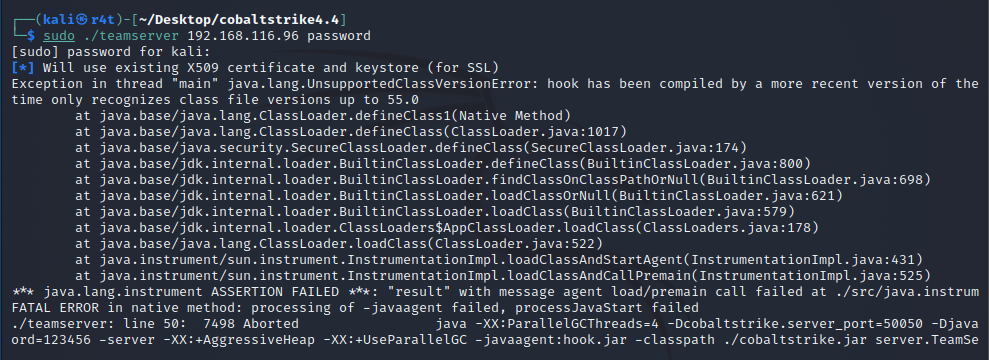 ┌──(kali㉿r4t)-[~/Desktop/cobaltstrike4.4]
└─$ sudo ./teamserver 192.168.116.96 password
[sudo] password for kali:
[*] Will use existing X509 certificate and keystore (for SSL)
Exception in thread "main" java.lang.UnsupportedClassVersionError: hook has been compiled by a more recent version of the
time only recognizes class file versions up to 55.0
        at java.base/java.lang.ClassLoader.defineClass1(Native Method)
        at java.base/java.lang.ClassLoader.defineClass(ClassLoader.java:1017)
        at java.base/java.security.SecureClassLoader.defineClass(SecureClassLoader.java:174)
        at java.base/jdk.internal.loader.BuiltinClassLoader.defineClass(BuiltinClassLoader.java:800)
        at java.base/jdk.internal.loader.BuiltinClassLoader.findClassOnClassPathOrNull(BuiltinClassLoader.java:698)
        at java.base/jdk.internal.loader.BuiltinClassLoader.loadClassOrNull(BuiltinClassLoader.java:621)
        at java.base/jdk.internal.loader.BuiltinClassLoader.loadClass(BuiltinClassLoader.java:579)
        at java.base/jdk.internal.loader.ClassLoaders$AppClassLoader.loadClass(ClassLoaders.java:178)
        at java.base/java.lang.ClassLoader.loadClass(ClassLoader.java:522)
        at java.instrument/sun.instrument.InstrumentationImpl.loadClassAndStartAgent(InstrumentationImpl.java:431)
        at java.instrument/sun.instrument.InstrumentationImpl.loadClassAndCallPremain(InstrumentationImpl.java:525)
*** java.lang.instrument ASSERTION FAILED ***: "result" with message agent load/premain call failed at ./src/java.instrum
FATAL ERROR in native method: processing of -javaagent failed, processJavaStart failed
./teamserver: line 50:  7498 Aborted                 java -XX:ParallelGCThreads=4 -Dcobaltstrike.server_port=50050 -Djava
ord=123456 -server -XX:+AggressiveHeap -XX:+UseParallelGC -javaagent:hook.jar -classpath ./cobaltstrike.jar server.TeamSe